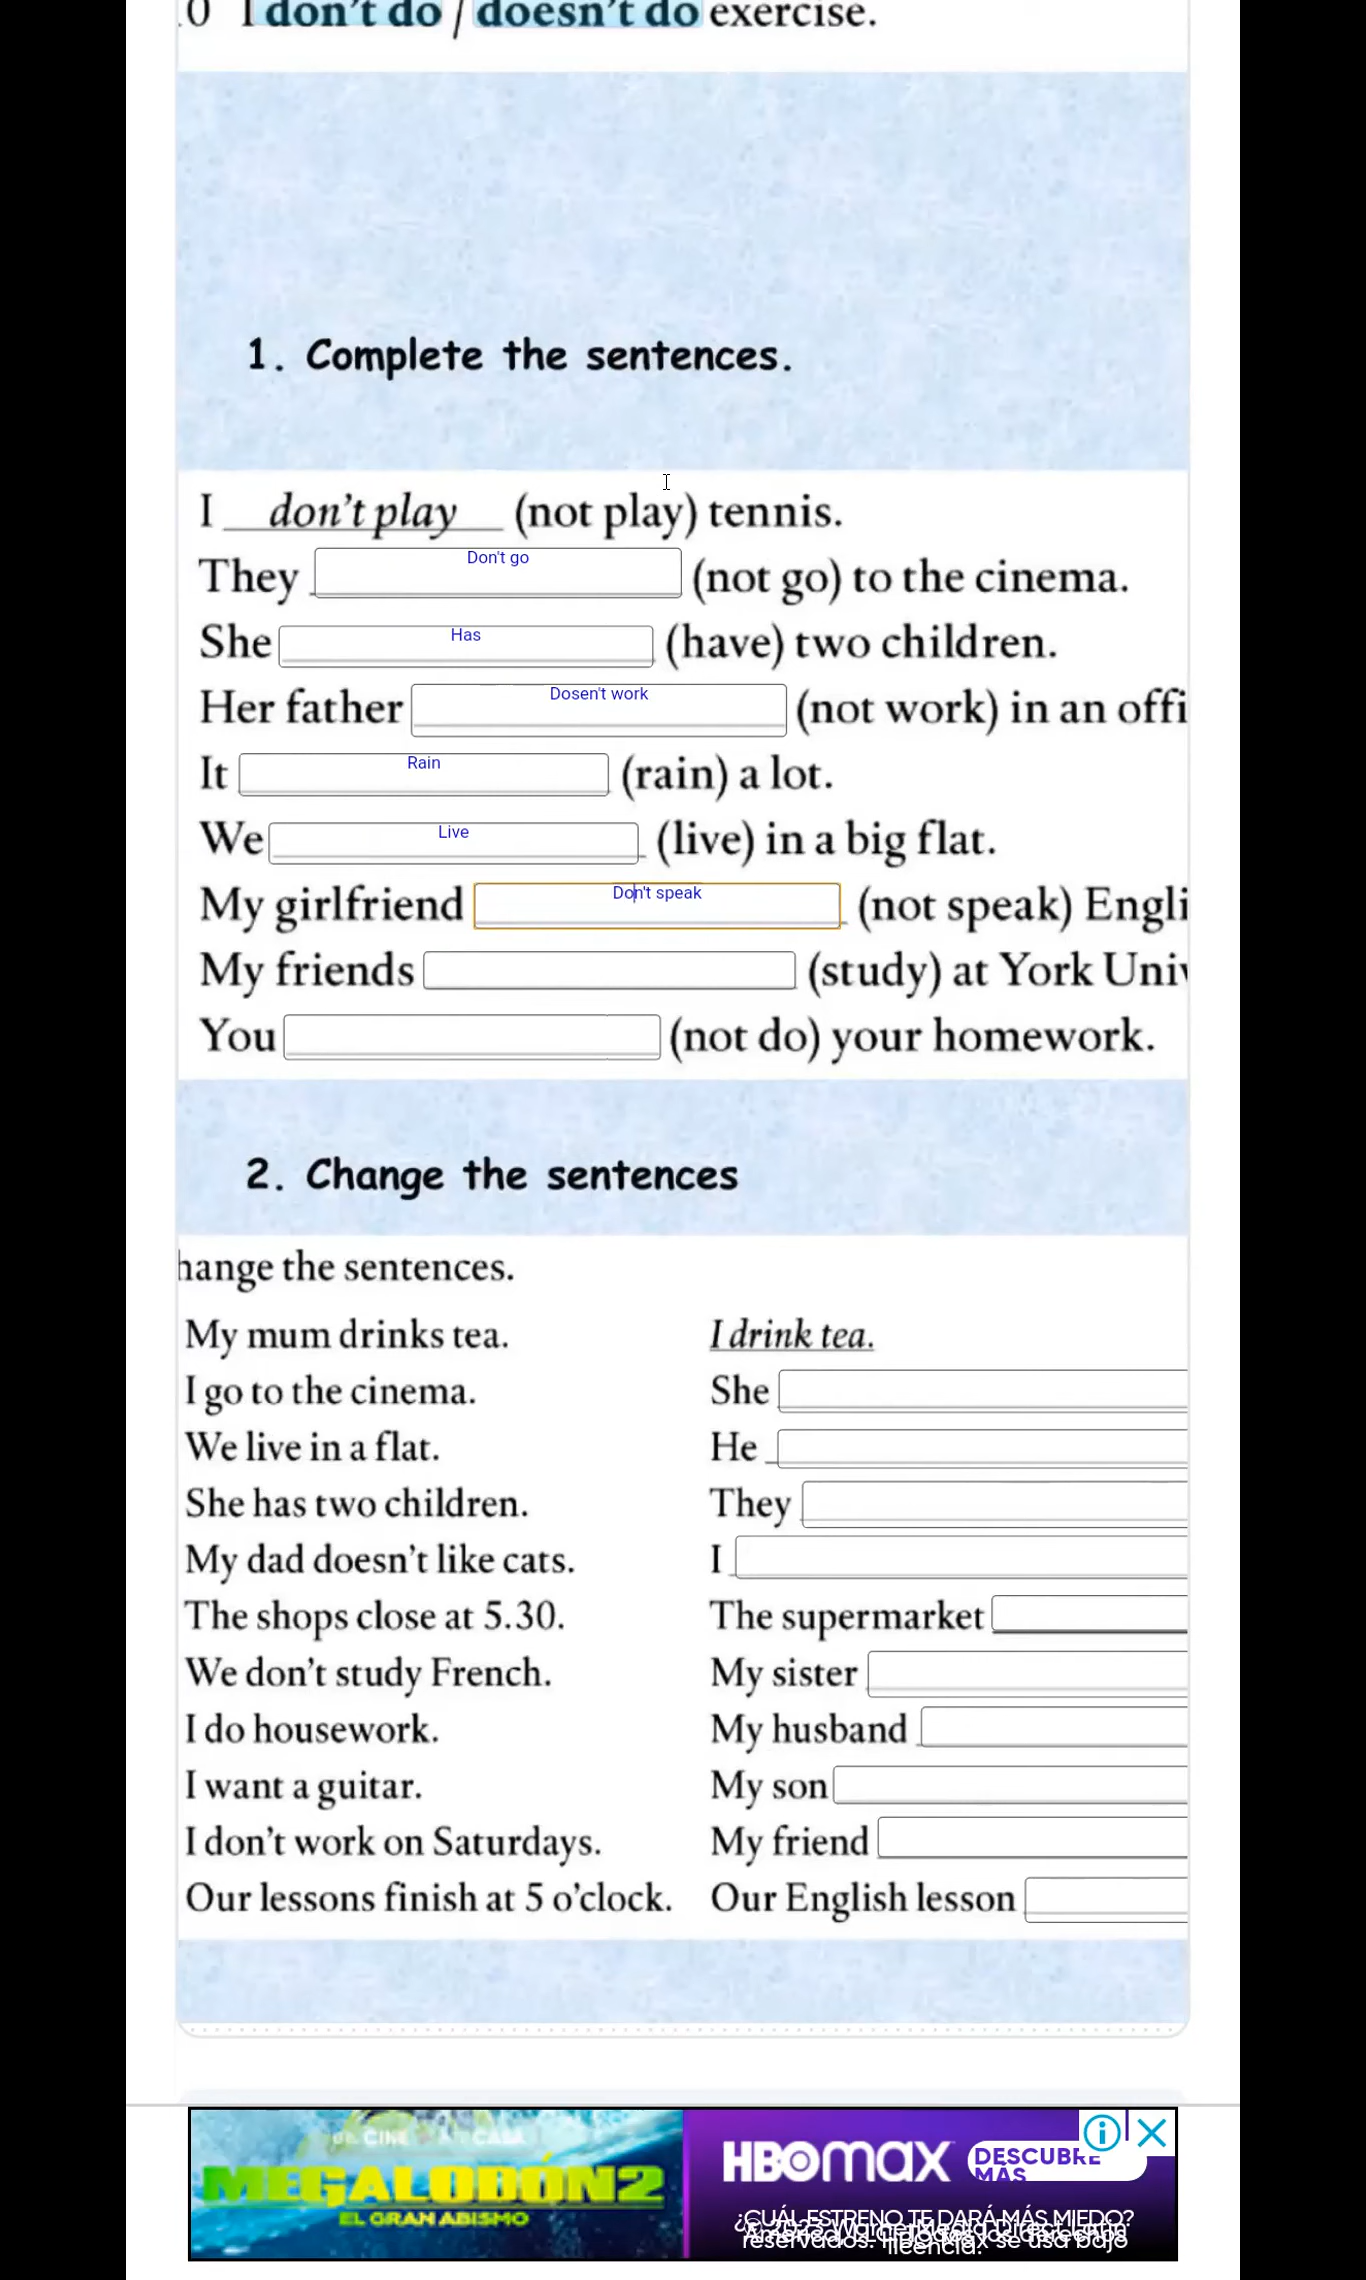 .0 I don't do / doesn't do exercise.
1. Complete the sentences.
I don't play (not play) tennis.
They Don't go (not go) to the cinema.
She Has (have) two children.
Her father Dosen't work (not work) in an offi
It Rain (rain) a lot.
We Live (live) in a big flat.
My girlfriend Don't speak (not speak) Engli
My friends (study) at York Univ
You (not do) your homework.
2. Change the sentences
hange the sentences.
My mum drinks tea. I drink tea.
I go to the cinema. She
We live in a flat. He
She has two children. They
My dad doesn't like cats. I
The shops close at 5.30. The supermarket
We don't study French. My sister
I do housework. My husband
I want a guitar. My son
I don't work on Saturdays. My friend
Our lessons finish at 5 o'clock. Our English lesson
MEGALODÓN2
EL GRAN ABISMO
HBOmax
DESCUBRE
MÁS
¿CUÁL ESTRENO TE DARÁ MÁS MIEDO?
reservados. HBO Max se usa bajo
licencia.